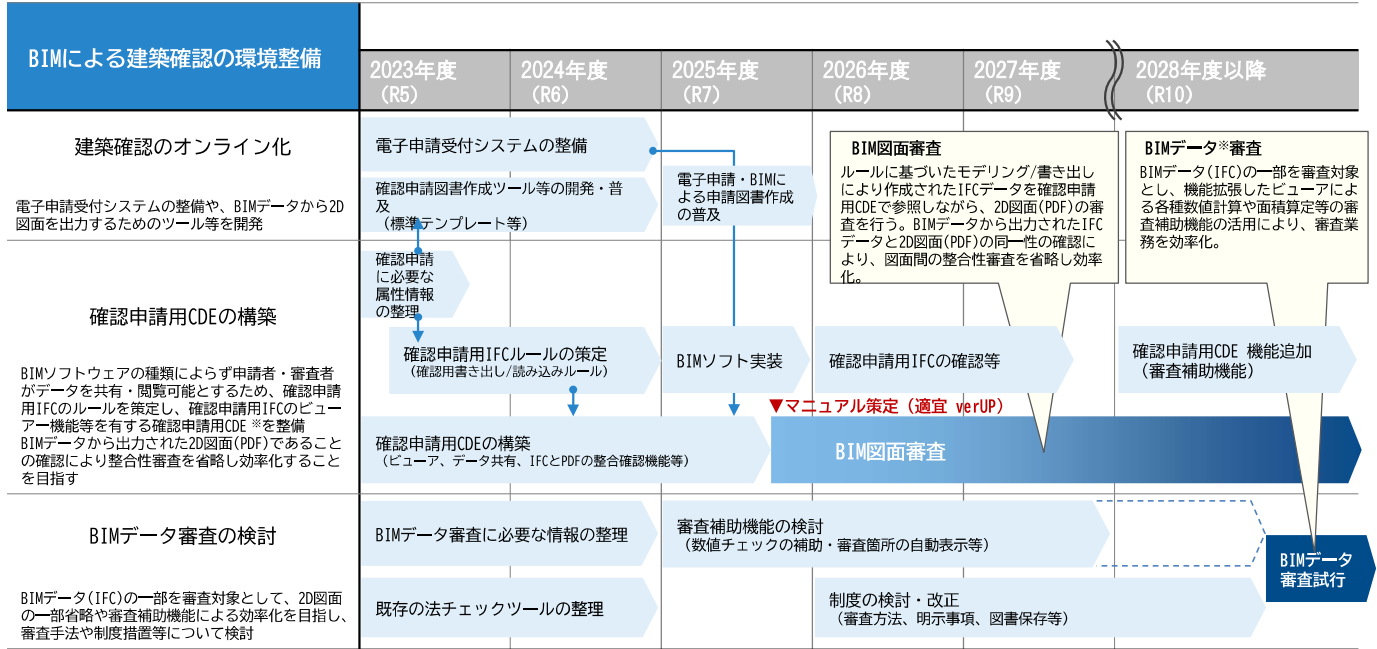 BIMによる建築確認の環境整備
2023年度
(R5)
2024年度
(R6)
2025年度
(R7)
2026年度
(R8)
2027年度
(R9)
2028年度以降
(R10)
建築確認のオンライン化
電子申請受付システムの整備や、BIMデータから2D
図面を出力するためのツール等を開発
電子申請受付システムの整備
確認申請図書作成ツール等の開発・普
及
（標準テンプレート等）
電子申請・BIMに
よる申請図書作成
の普及
BIM図面審査
ルールに基づいたモデリング/書き出し
により作成されたIFCデータを確認申請
用CDEで参照しながら、2D図面(PDF)の審
査を行う。BIMデータから出力されたIFC
データと2D図面(PDF)の同一性の確認に
より、図面間の整合性審査を省略し効率
化。
BIMデータ※審査
BIMデータ(IFC)の一部を審査対象
とし、機能拡張したビューアによ
る各種数値計算や面積算定等の審
査補助機能の活用により、審査業
務を効率化。
確認申請用CDEの構築
BIMソフトウェアの種類によらず申請者・審査者
がデータを共有・閲覧可能とするため、確認申請
用IFCのルールを策定し、確認申請用IFCのビュー
アー機能等を有する確認申請用CDE ※を整備
BIMデータから出力された2D図面(PDF)であること
の確認により整合性審査を省略し効率化すること
を目指す
確認申請
に必要な
属性情報
の整理
確認申請用IFCルールの策定
（確認用書き出し/読み込みルール）
BIMソフト実装
確認申請用IFCの確認等
確認申請用CDE 機能追加
（審査補助機能）
▼マニュアル策定（適宜 verUP）
確認申請用CDEの構築
（ビューア、データ共有、IFCとPDFの整合確認機能等）
BIM図面審査
BIMデータ審査の検討
BIMデータ(IFC)の一部を審査対象として、2D図面
の一部省略や審査補助機能による効率化を目指し、
審査手法や制度措置等について検討
BIMデータ審査に必要な情報の整理
審査補助機能の検討
（数値チェックの補助・審査箇所の自動表示等）
BIMデータ
審査試行
既存の法チェックツールの整理
制度の検討・改正
（審査方法、明示事項、図書保存等）